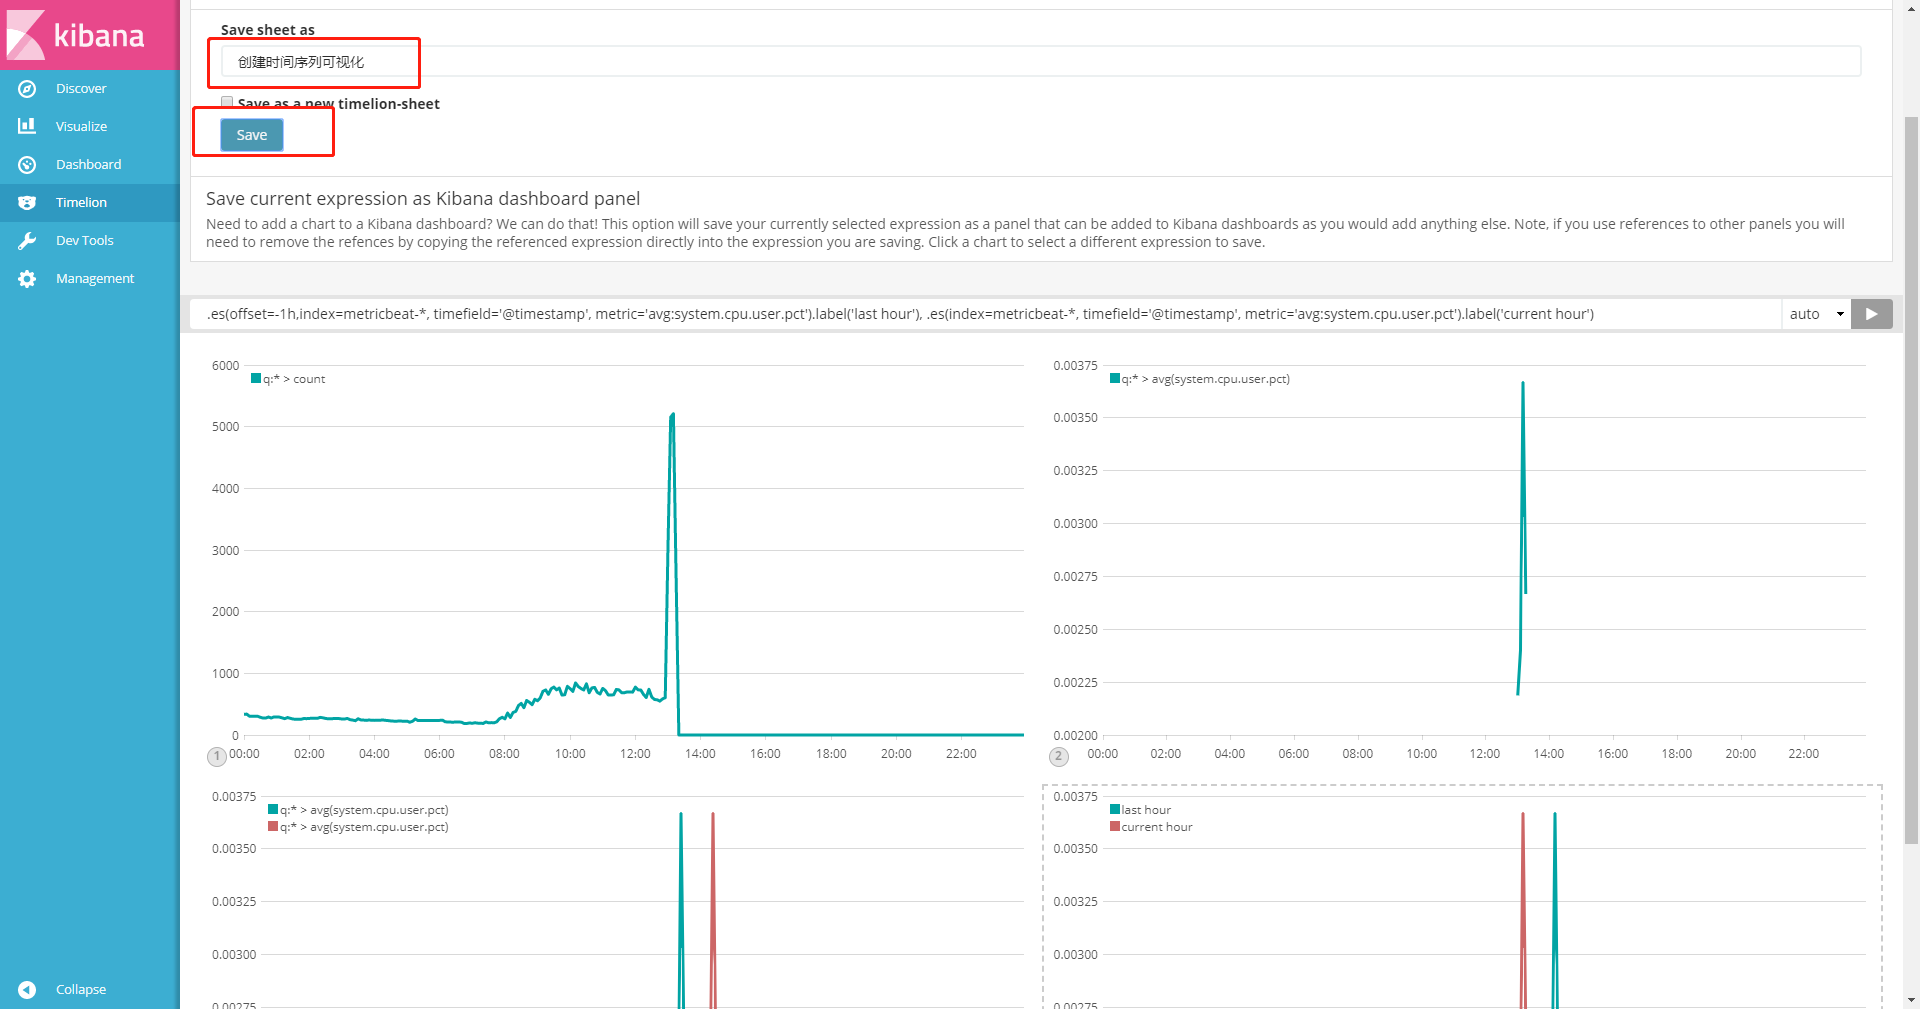 kibana
Discover
Visualize
Dashboard
Timelion
Dev Tools
Management
Collapse
Save sheet as
创建时间序列可视化
Save as a new timelion-sheet
Save
Save current expression as Kibana dashboard panel
Need to add a chart to a Kibana dashboard? We can do that! This option will save your currently selected expression as a panel that can be added to Kibana dashboards as you would add anything else. Note, if you use references to other panels you will
need to remove the refences by copying the referenced expression directly into the expression you are saving. Click a chart to select a different expression to save.
.es(offset=-1h,index=metricbeat-*, timefield='@timestamp', metric='avg:system.cpu.user.pct').label('last hour'), .es(index=metricbeat-*, timefield='@timestamp', metric='avg:system.cpu.user.pct').label('current hour')
auto
q:* > count
6000
5000
4000
3000
2000
1000
0
1
00:00 02:00 04:00 06:00 08:00 10:00 12:00 14:00 16:00 18:00 20:00 22:00
q:* > avg(system.cpu.user.pct)
0.00375
0.00350
0.00325
0.00300
0.00275
0.00250
0.00225
0.00200
2
00:00 02:00 04:00 06:00 08:00 10:00 12:00 14:00 16:00 18:00 20:00 22:00
q:* > avg(system.cpu.user.pct)
q:* > avg(system.cpu.user.pct)
0.00375
0.00350
0.00325
0.00300
0.00275
last hour
current hour
0.00375
0.00350
0.00325
0.00300
0.00275